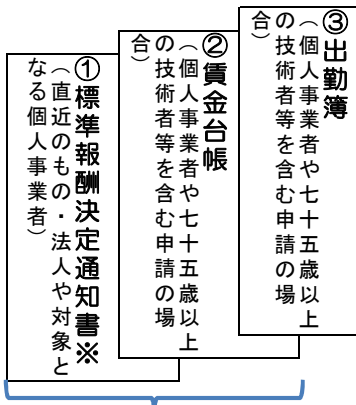 ③出勤簿
（個人事業者や七十五歳以上
の技術者等を含む申請の場
合）
②賃金台帳
（個人事業者や七十五歳以上
の技術者等を含む申請の場
合）
①標準報酬決定通知書※
（直近のもの・法人や対象と
なる個人事業者）